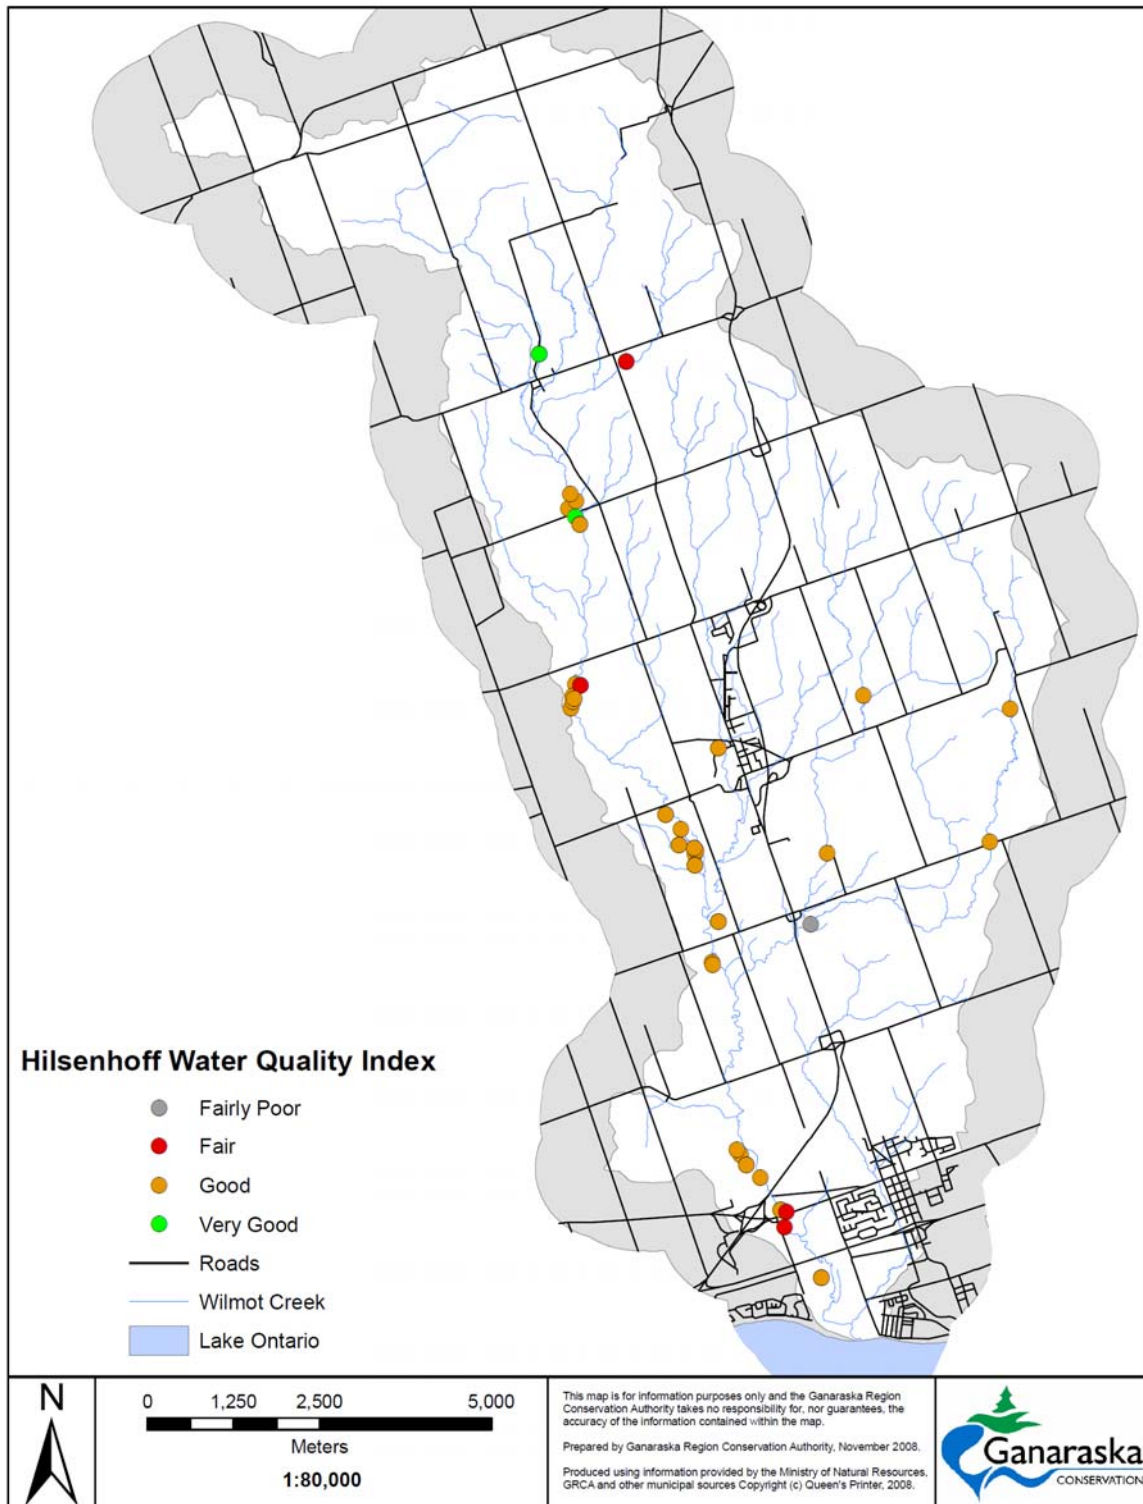 Hilsenhoff Water Quality Index
Fairly Poor
Fair
Good
Very Good
Roads
Wilmot Creek
Lake Ontario
N
0 1,250 2,500 5,000
Meters
1:80,000
This map is for information purposes only and the Ganaraska Region
Conservation Authority takes no responsibility for, nor guarantees, the
accuracy of the information contained within the map.
Prepared by Ganaraska Region Conservation Authority, November 2008.
Produced using information provided by the Ministry of Natural Resources,
GRCA and other municipal sources Copyright (c) Queen's Printer, 2008.
Ganaraska
CONSERVATION